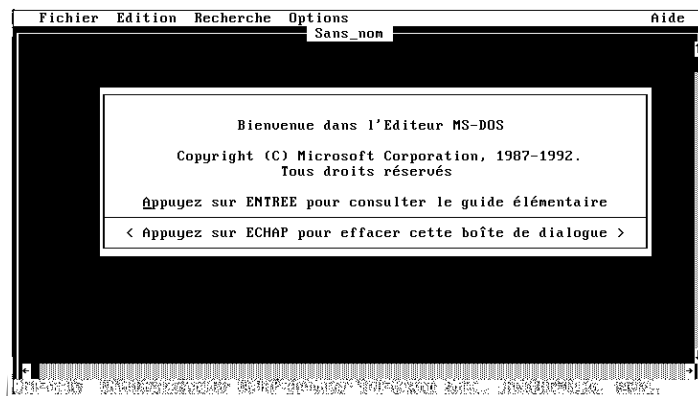 Fichier Edition Recherche Options Aide
Sans_nom
Bienvenue dans l'Editeur MS-DOS
Copyright (C) Microsoft Corporation, 1987-1992.
Tous droits réservés
Appuyez sur ENTREE pour consulter le guide élémentaire
< Appuyez sur ECHAP pour effacer cette boîte de dialogue >